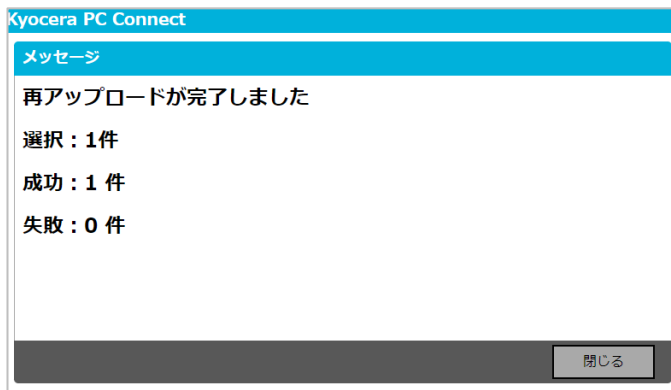 Kyocera PC Connect
メッセージ
再アップロードが完了しました
選択：1件
成功：1 件
失敗：0 件
閉じる